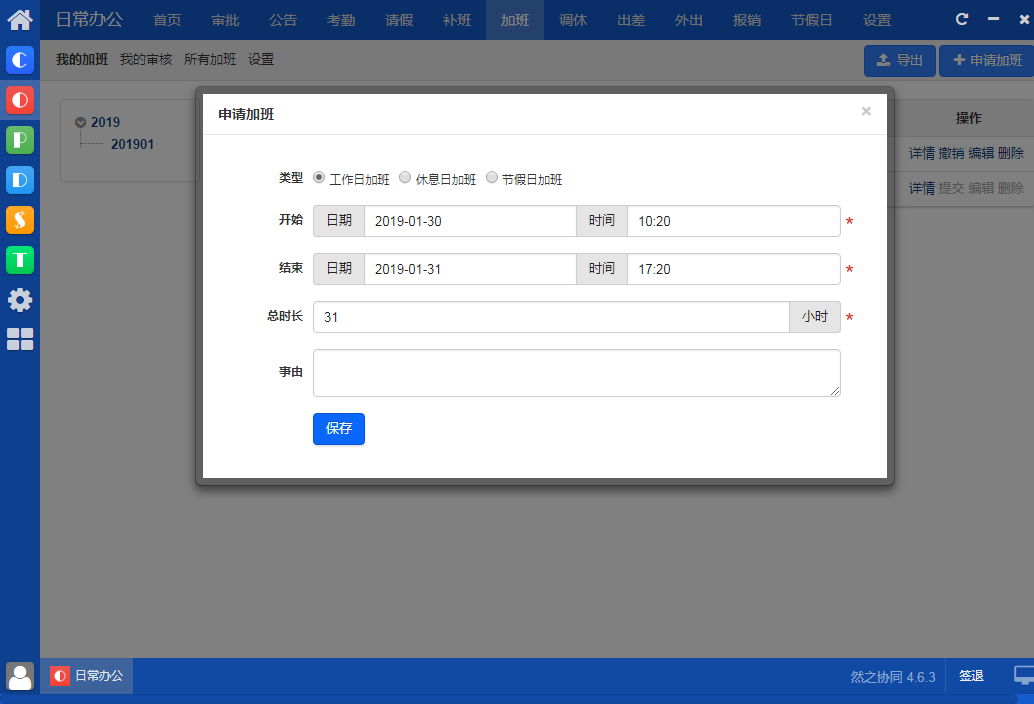 日常办公 首页 审批 公告 考勤 请假 补班 加班 调休 出差 外出 报销 节假日 设置
我的加班 我的审核 所有加班 设置 导出 申请加班
申请加班 ×
2019
201901
操作
详情 撤销 编辑 删除
详情 提交 编辑 删除
类型 工作日加班 休息日加班 节假日加班
开始 日期 2019-01-30 时间 10:20 *
结束 日期 2019-01-31 时间 17:20 *
总时长 31 小时 *
事由
保存
日常办公 然之协同 4.6.3 签退